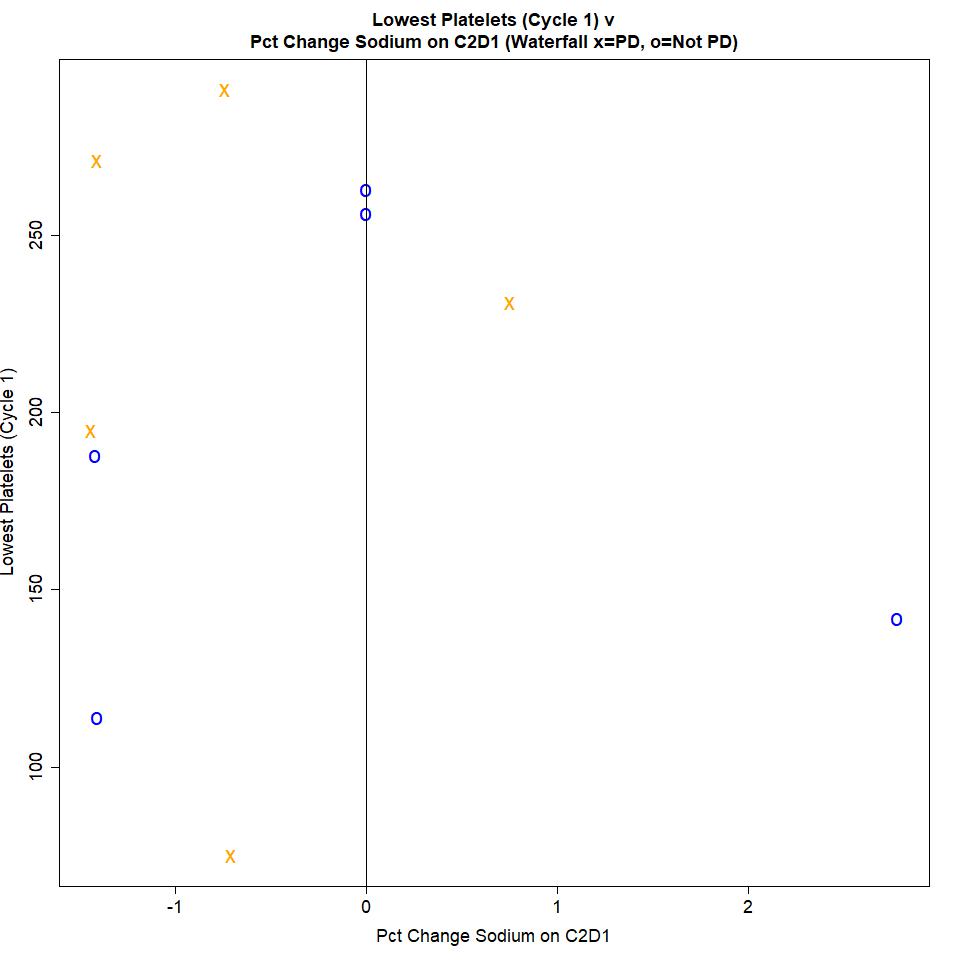 Lowest Platelets (Cycle 1) v
Pct Change Sodium on C2D1 (Waterfall x=PD, o=Not PD)
Lowest Platelets (Cycle 1)
250
200
150
100
X
X
O
O
X
X
O
O
O
X
-1
0
1
2
Pct Change Sodium on C2D1